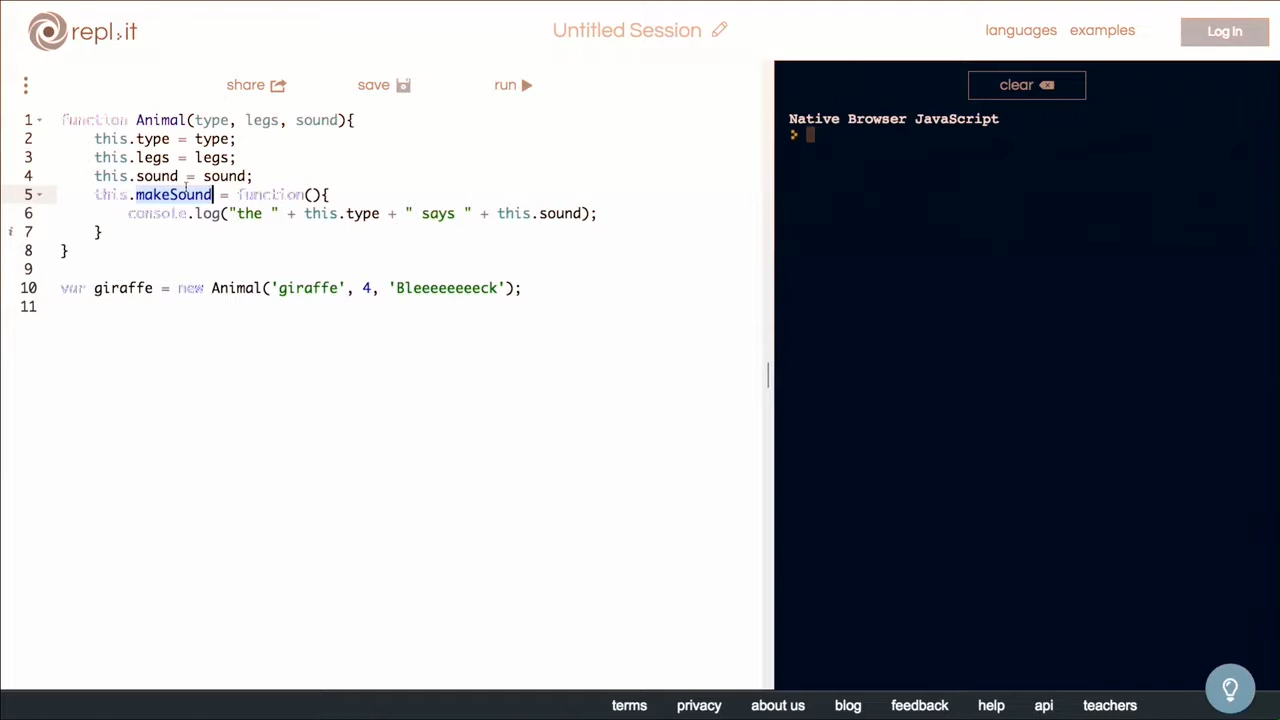 repl.it
Untitled Session
languages examples Log In
share save run
clear
1 function Animal(type, legs, sound){
2 this.type = type;
3 this.legs = legs;
4 this.sound = sound;
5 this.makeSound = function(){
6 console.log("the " + this.type + " says " + this.sound);
7 }
8 }
9
10 var giraffe = new Animal('giraffe', 4, 'Bleeeeeeeeck');
11
Native Browser JavaScript
terms privacy about us blog feedback help api teachers